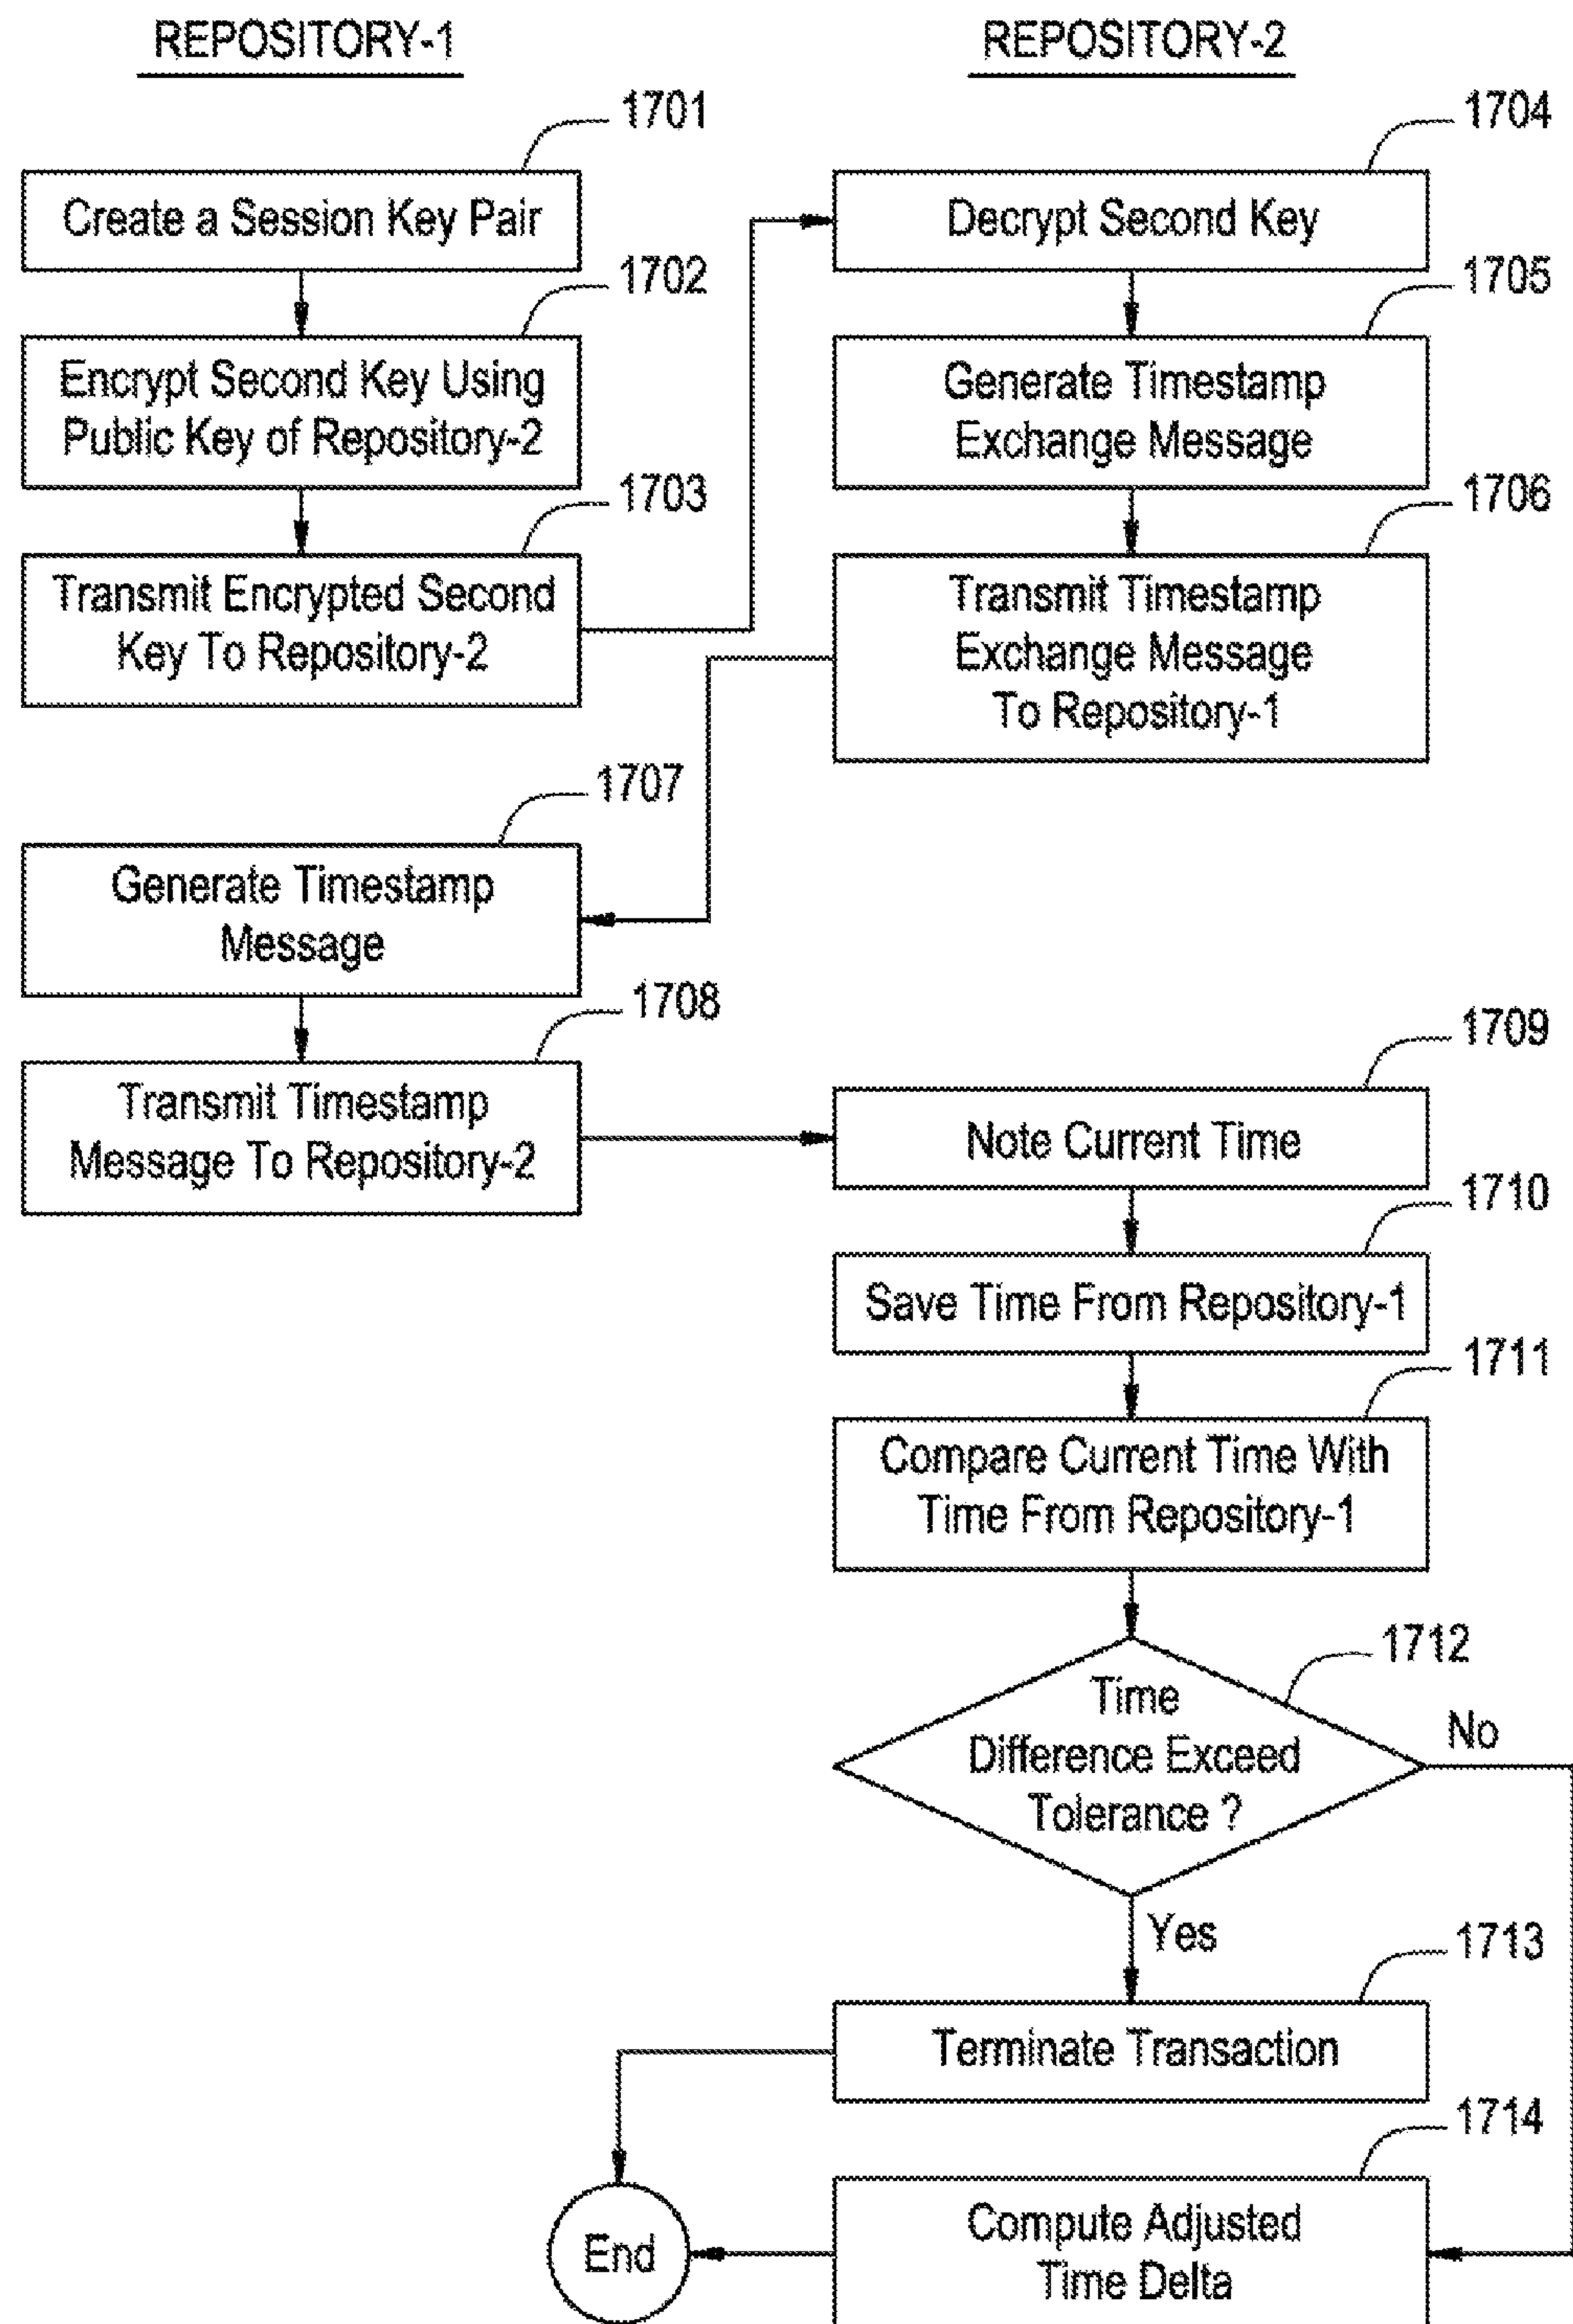 REPOSITORY-1
REPOSITORY-2
1701
1704
Create a Session Key Pair
Decrypt Second Key
1702
1705
Encrypt Second Key Using
Public Key of Repository-2
Generate Timestamp
Exchange Message
1703
1706
Transmit Encrypted Second
Key To Repository-2
Transmit Timestamp
Exchange Message
To Repository-1
1707
Generate Timestamp
Message
1708
Transmit Timestamp
Message To Repository-2
1709
Note Current Time
1710
Save Time From Repository-1
1711
Compare Current Time With
Time From Repository-1
1712
Time
Difference Exceed
Tolerance ?
No
Yes
1713
Terminate Transaction
1714
Compute Adjusted
Time Delta
End